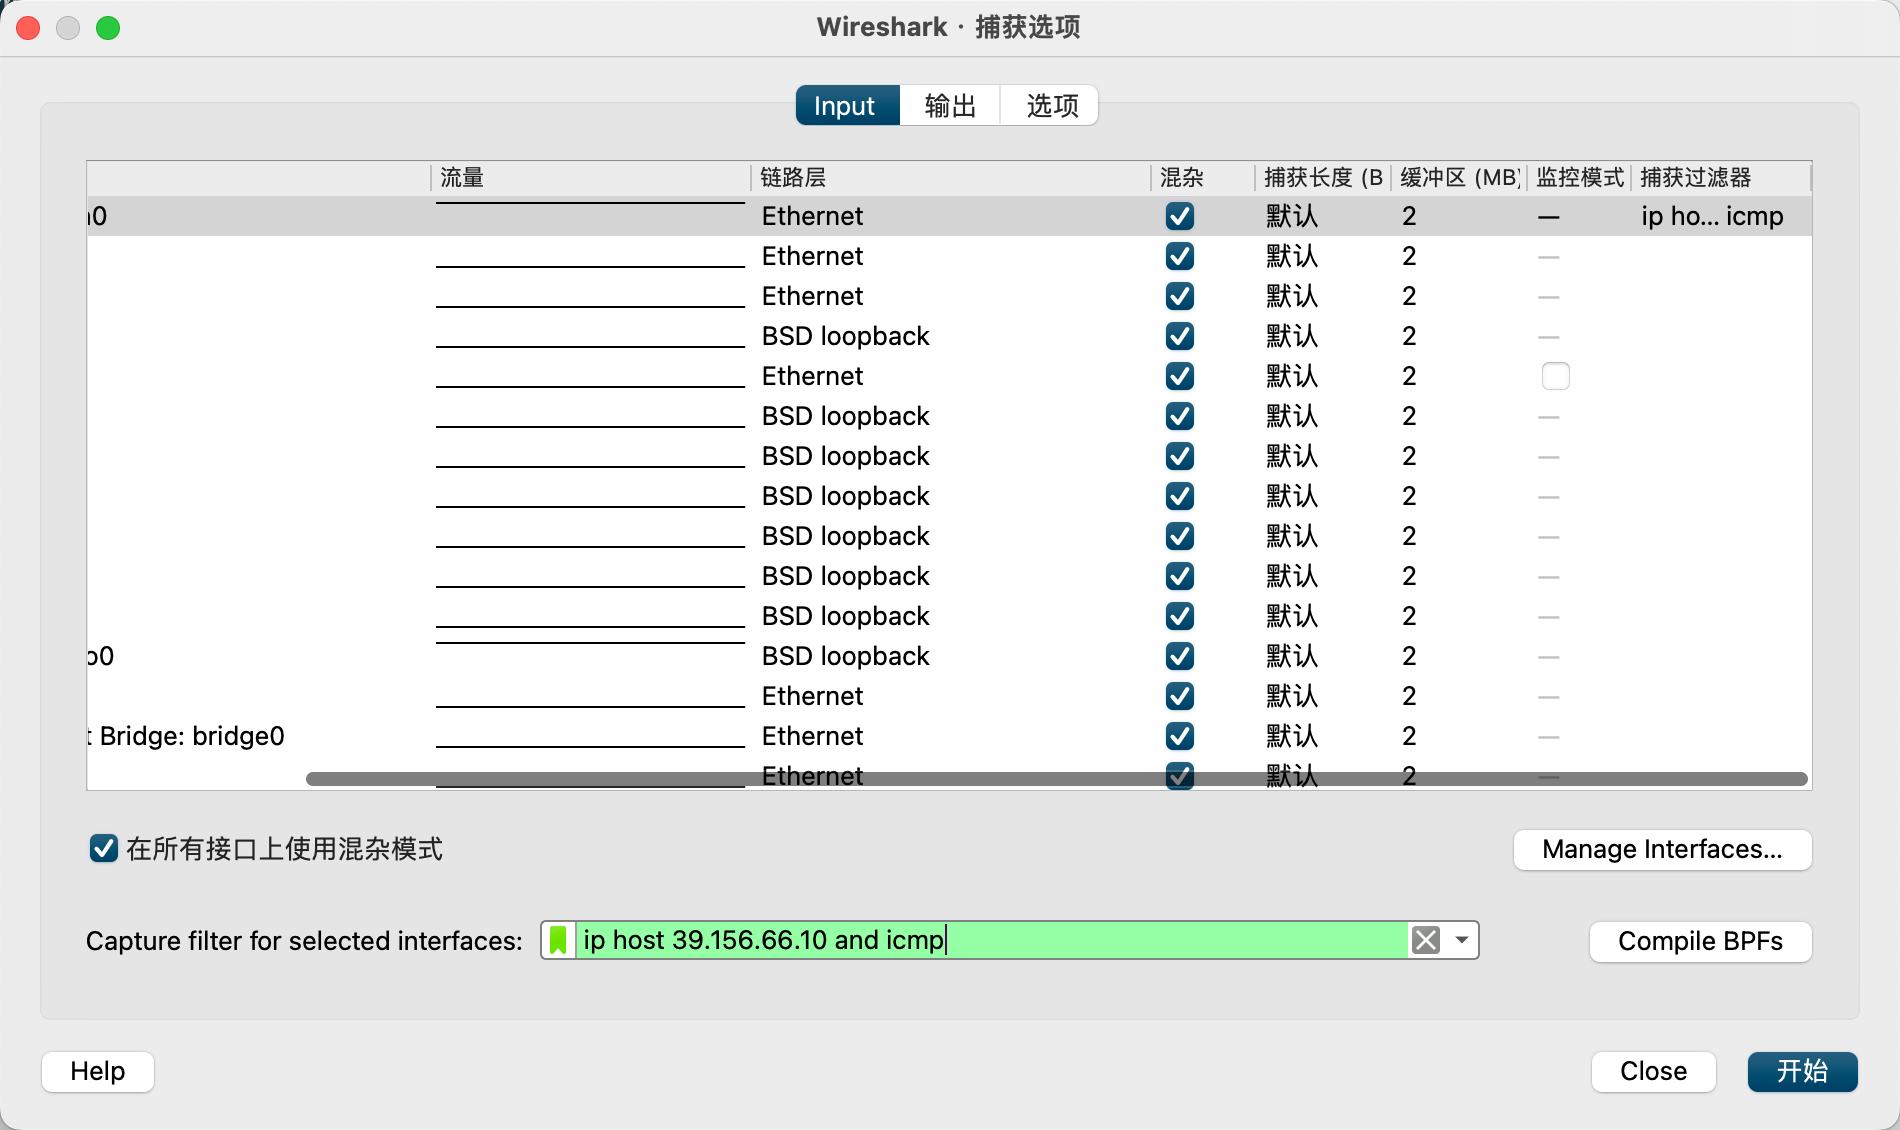 Wireshark · 捕获选项
Input 输出 选项
流量 链路层 混杂 捕获长度 (B 缓冲区 (MB) 监控模式 捕获过滤器
0 Ethernet 默认 2 — ip ho... icmp
Ethernet 默认 2 —
Ethernet 默认 2 —
BSD loopback 默认 2 —
Ethernet 默认 2
BSD loopback 默认 2 —
BSD loopback 默认 2 —
BSD loopback 默认 2 —
BSD loopback 默认 2 —
BSD loopback 默认 2 —
BSD loopback 默认 2 —
o0 BSD loopback 默认 2 —
Ethernet 默认 2 —
t Bridge: bridge0 Ethernet 默认 2 —
Ethernet 默认 2 —
在所有接口上使用混杂模式
Manage Interfaces...
Capture filter for selected interfaces: ip host 39.156.66.10 and icmp
Compile BPFs
Help Close 开始